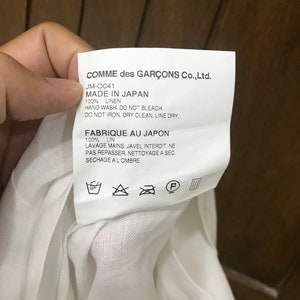 COMME des GARÇONS Co.,Ltd.
JM-O041
MADE IN JAPAN
100% LINEN
HAND WASH. DO NOT BLEACH.
DO NOT IRON. DRY CLEAN. LINE DRY.
FABRIQUE AU JAPON
100% LIN
LAVAGE MAINS. JAVEL INTERDIT. NE
PAS REPASSER. NETTOYAGE A SEC.
SECHAGE A L'OMBRE.